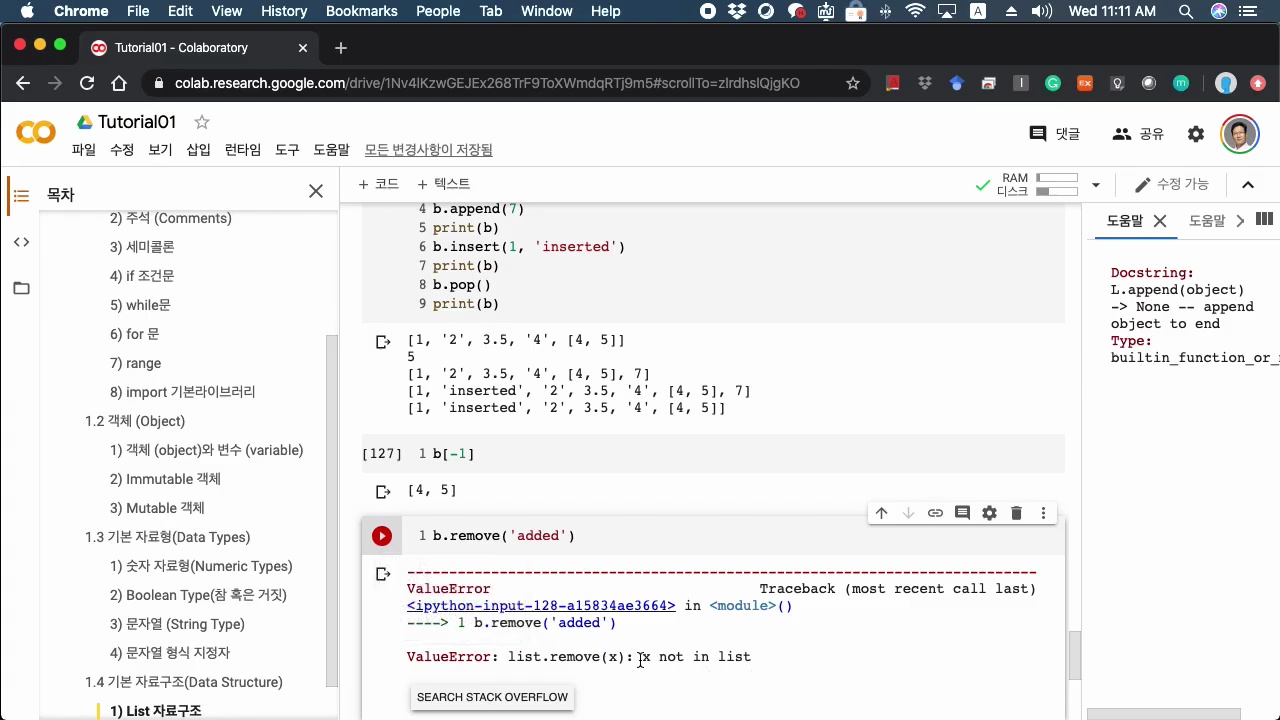 Chrome File Edit View History Bookmarks People Tab Window Help A Wed 11:11 AM
Tutorial01 - Colaboratory
colab.research.google.com/drive/1Nv4lKzwGEJEx268TrF9ToXWmdqRTj9m5#scrollTo=zlrdhslQjgKO
Tutorial01
댓글 공유
파일 수정 보기 삽입 런타임 도구 도움말 모든 변경사항이 저장됨
목차
+ 코드 + 텍스트
RAM
디스크
수정 가능
2) 주석 (Comments)
3) 세미콜론
4) if 조건문
5) while문
6) for 문
7) range
8) import 기본라이브러리
1.2 객체 (Object)
1) 객체 (object)와 변수 (variable)
2) Immutable 객체
3) Mutable 객체
1.3 기본 자료형(Data Types)
1) 숫자 자료형(Numeric Types)
2) Boolean Type(참 혹은 거짓)
3) 문자열 (String Type)
4) 문자열 형식 지정자
1.4 기본 자료구조(Data Structure)
1) List 자료구조
4 b.append(7)
5 print(b)
6 b.insert(1, 'inserted')
7 print(b)
8 b.pop()
9 print(b)
[1, '2', 3.5, '4', [4, 5]]
5
[1, '2', 3.5, '4', [4, 5], 7]
[1, 'inserted', '2', 3.5, '4', [4, 5], 7]
[1, 'inserted', '2', 3.5, '4', [4, 5]]
[127] 1 b[-1]
[4, 5]
1 b.remove('added')
ValueError Traceback (most recent call last)
<ipython-input-128-a15834ae3664> in <module>()
----> 1 b.remove('added')
ValueError: list.remove(x): x not in list
SEARCH STACK OVERFLOW
도움말 도움말
Docstring:
L.append(object)
-> None -- append
object to end
Type:
builtin_function_or_